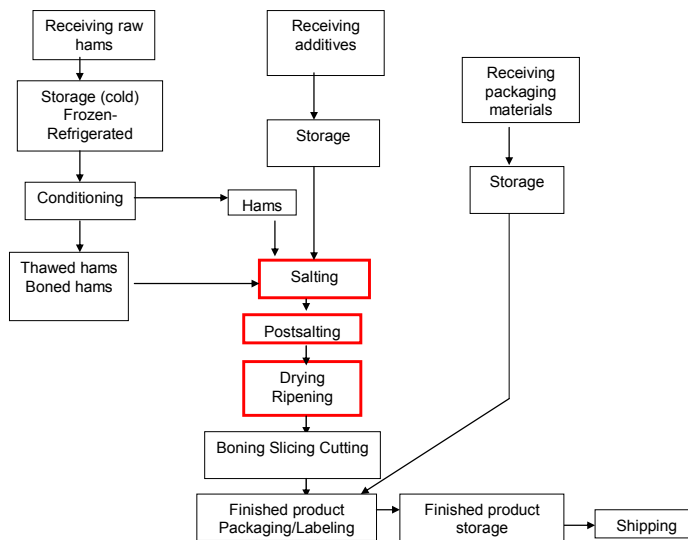 Receiving raw
hams
Receiving
additives
Receiving
packaging
materials
Storage (cold)
Frozen-
Refrigerated
Storage
Storage
Conditioning
Hams
Thawed hams
Boned hams
Salting
Postsalting
Drying
Ripening
Boning Slicing Cutting
Finished product
Packaging/Labeling
Finished product
storage
Shipping